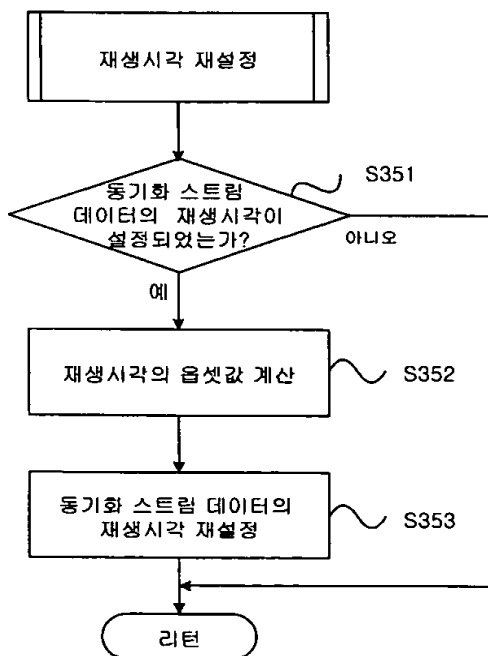 재생시각 재설정
동기화 스트림
데이터의 재생시각이
설정되었는가?
S351
아니오
예
재생시각의 옵셋값 계산
S352
동기화 스트림 데이터의
재생시각 재설정
S353
리턴